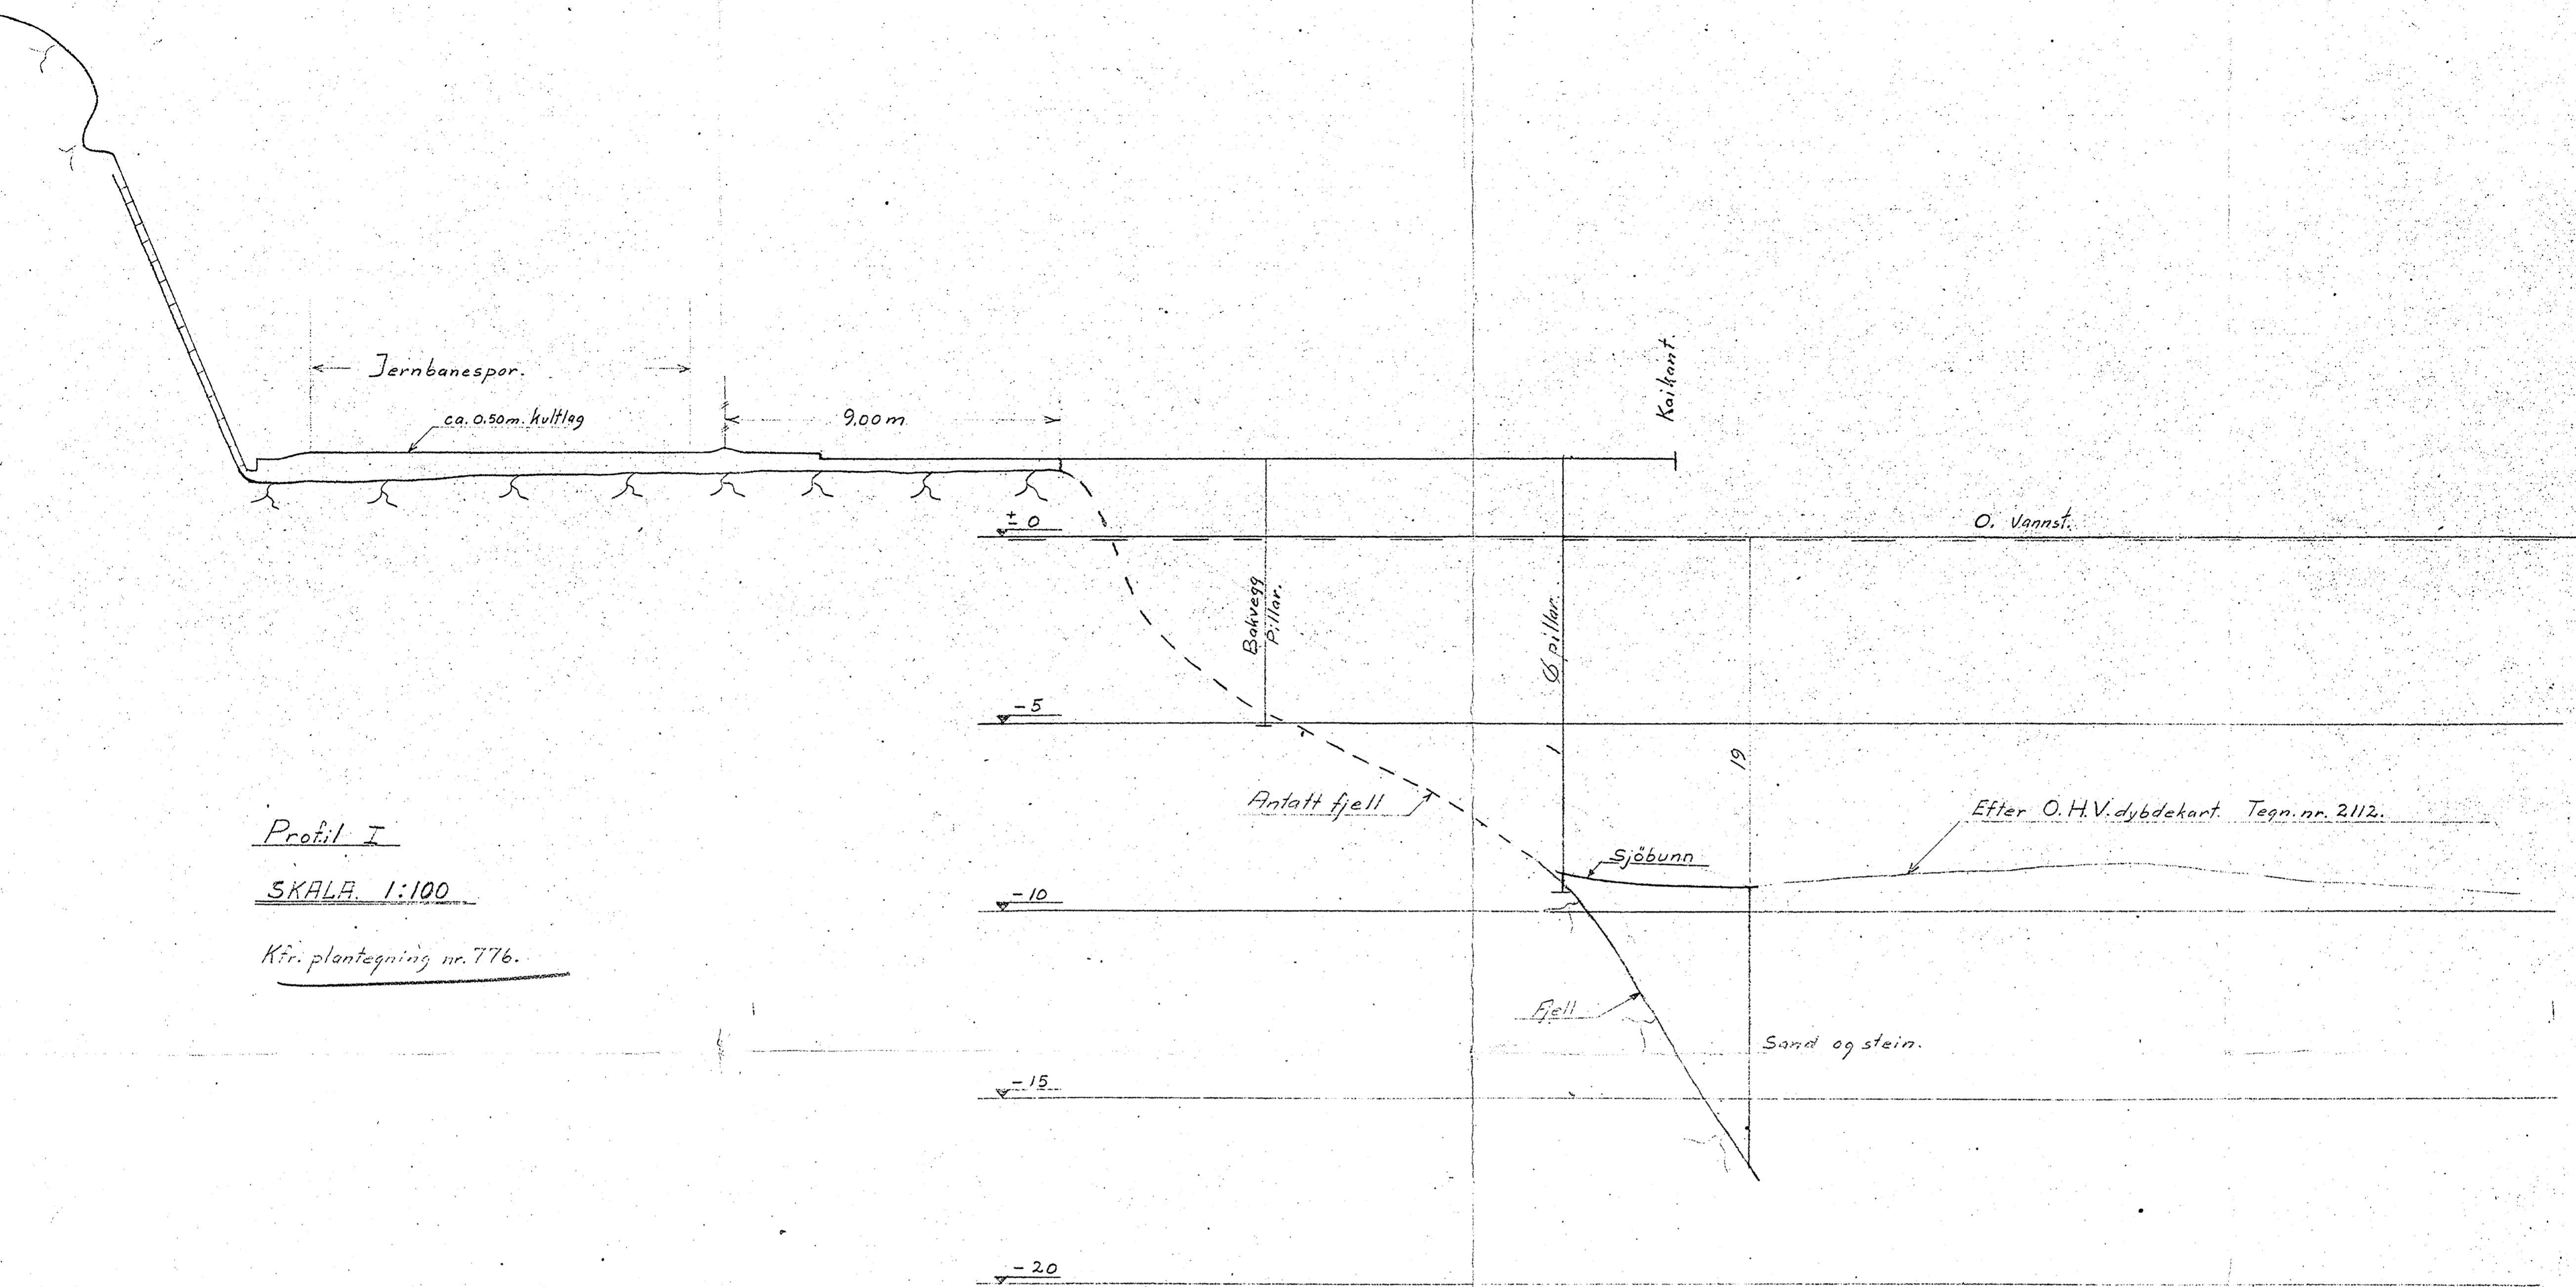 Kaikant.
Jernbanespor.
ca. 0.50m. kultlag
9.00 m
± 0
O. Vannst.
Bakvegg
Pillar.
Ø pillar.
-5
1
19
Antatt fjell
Efter O.H.V. dybdekart. Tegn. nr. 2112.
Profil I
Sjöbunn
SKALA. 1:100
-10
Kfr. plantegning nr. 776.
Fjell
Sand og stein.
-15
-20